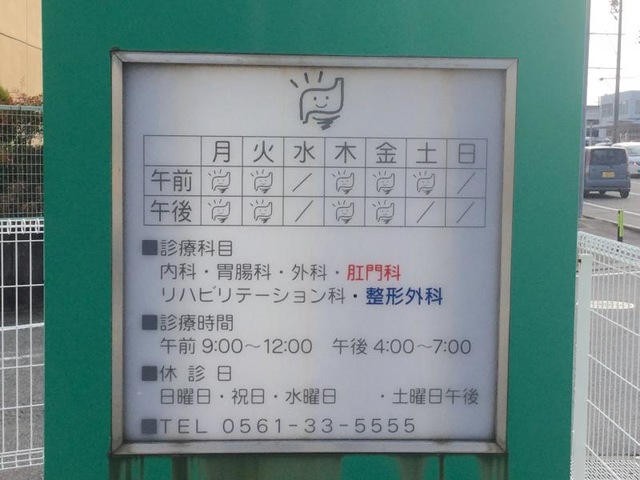 月 火 水 木 金 土 日
午前 ／ ／
午後 ／ ／ ／
■診療科目
内科・胃腸科・外科・肛門科
リハビリテーション科・整形外科
■診療時間
午前 9:00～12:00 午後 4:00～7:00
■休診日
日曜日・祝日・水曜日 ・土曜日午後
■TEL 0561-33-5555